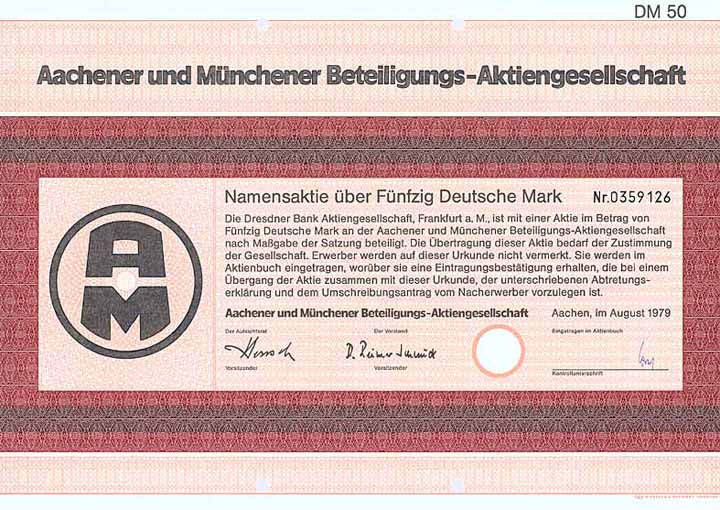 DM 50
Aachener und Münchener Beteiligungs-Aktiengesellschaft
Namensaktie über Fünfzig Deutsche Mark Nr.0359126
Die Dresdner Bank Aktiengesellschaft, Frankfurt a. M., ist mit einer Aktie im Betrag von
Fünfzig Deutsche Mark an der Aachener und Münchener Beteiligungs-Aktiengesellschaft
nach Maßgabe der Satzung beteiligt. Die Übertragung dieser Aktie bedarf der Zustimmung
der Gesellschaft. Erwerber werden auf dieser Urkunde nicht vermerkt. Sie werden im
Aktienbuch eingetragen, worüber sie eine Eintragungsbestätigung erhalten, die bei einem
Übergang der Aktie zusammen mit dieser Urkunde, der unterschriebenen Abtretungs-
erklärung und dem Umschreibungsantrag vom Nacherwerber vorzulegen ist.
Aachener und Münchener Beteiligungs-Aktiengesellschaft Aachen, im August 1979
Der Aufsichtsrat Der Vorstand Eingetragen im Aktienbuch
Vorsitzender Vorsitzender Kontrollunterschrift
AM